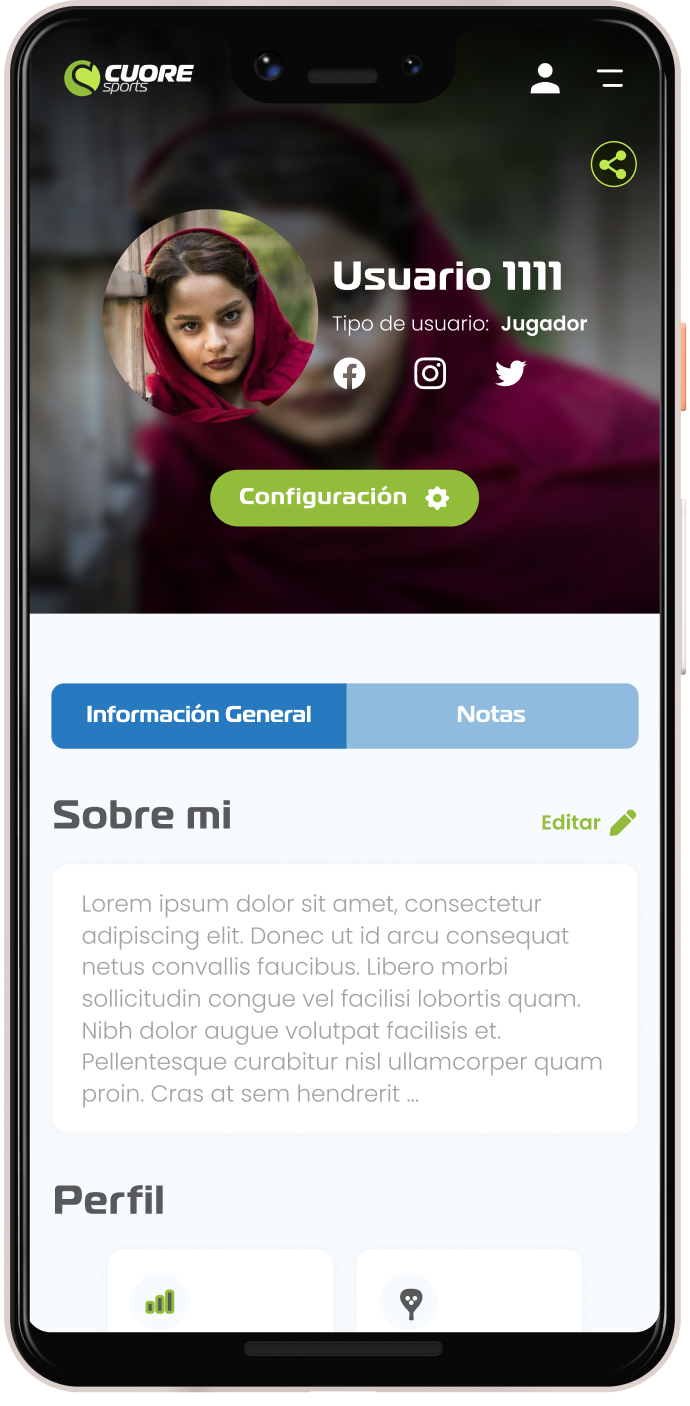 CUORE
sports
Usuario 1111
Tipo de usuario: Jugador
Configuración
Información General
Notas
Sobre mi
Editar
Lorem ipsum dolor sit amet, consectetur
adipiscing elit. Donec ut id arcu consequat
netus convallis faucibus. Libero morbi
sollicitudin congue vel facilisi lobortis quam.
Nibh dolor augue volutpat facilisis et.
Pellentesque curabitur nisl ullamcorper quam
proin. Cras at sem hendrerit ...
Perfil